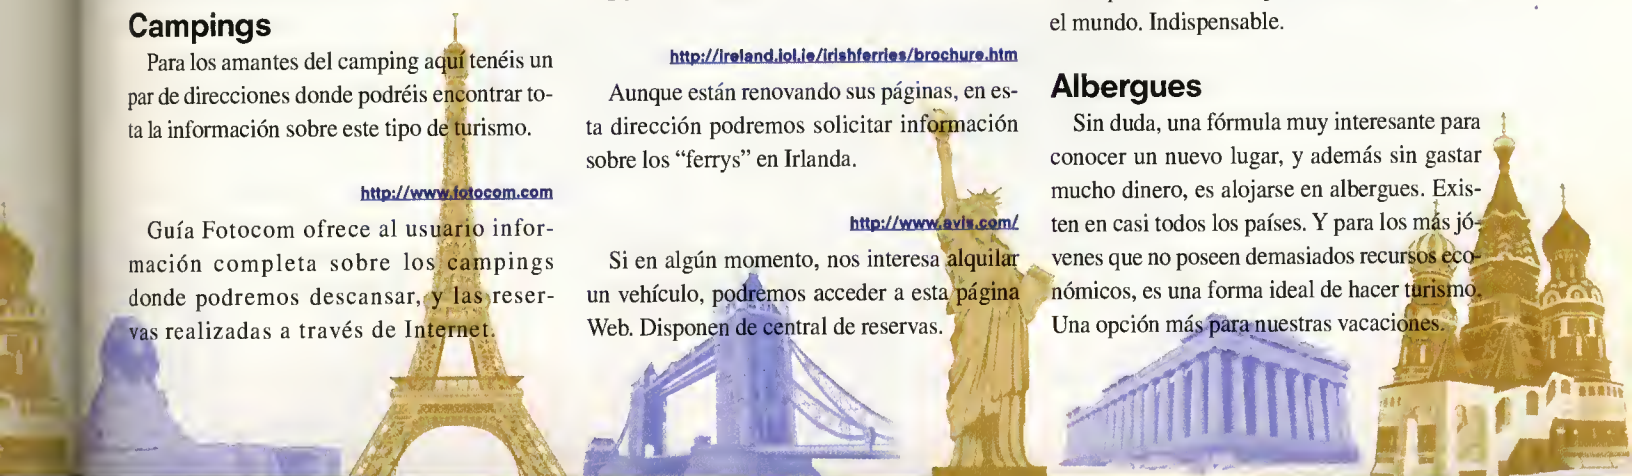 Campings
Para los amantes del camping aquí tenéis un
par de direcciones donde podréis encontrar to-
ta la información sobre este tipo de turismo.
http://www.fotocom.com
Guía Fotocom ofrece al usuario infor-
mación completa sobre los campings
donde podremos descansar, y las reser-
vas realizadas a través de Internet.
http://ireland.iol.ie/irishferries/brochure.htm
Aunque están renovando sus páginas, en es-
ta dirección podremos solicitar información
sobre los “ferrys” en Irlanda.
http://www.avis.com/
Si en algún momento, nos interesa alquilar
un vehículo, podremos acceder a esta página
Web. Disponen de central de reservas.
el mundo. Indispensable.
Albergues
Sin duda, una fórmula muy interesante para
conocer un nuevo lugar, y además sin gastar
mucho dinero, es alojarse en albergues. Exis-
ten en casi todos los países. Y para los más jó-
venes que no poseen demasiados recursos eco-
nómicos, es una forma ideal de hacer turismo.
Una opción más para nuestras vacaciones.